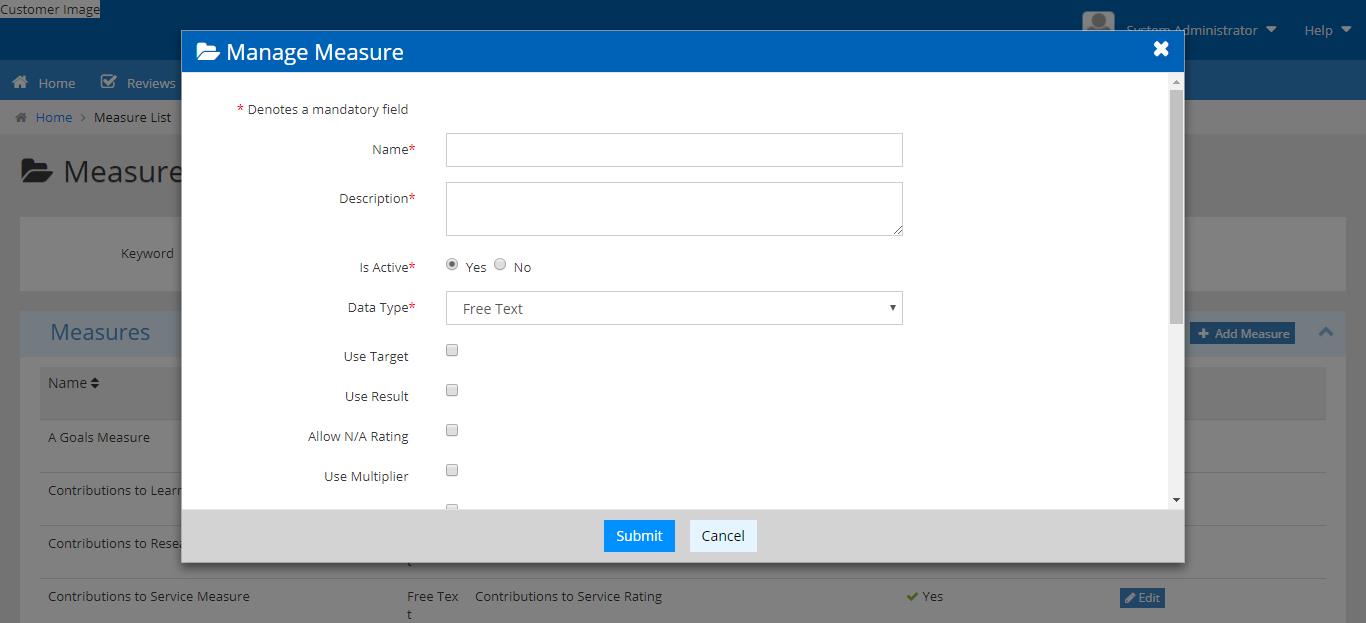 Customer Image
System Administrator
Help
Manage Measure
Home
Reviews
Home > Measure List
* Denotes a mandatory field
Measure
Name*
Description*
Keyword
Is Active* Yes No
Data Type* Free Text
Measures
Add Measure
Use Target
Name
Use Result
A Goals Measure
Allow N/A Rating
Use Multiplier
Contributions to Learn
Submit Cancel
Contributions to Resea
t
Contributions to Service Measure Free Tex Contributions to Service Rating Yes Edit
t